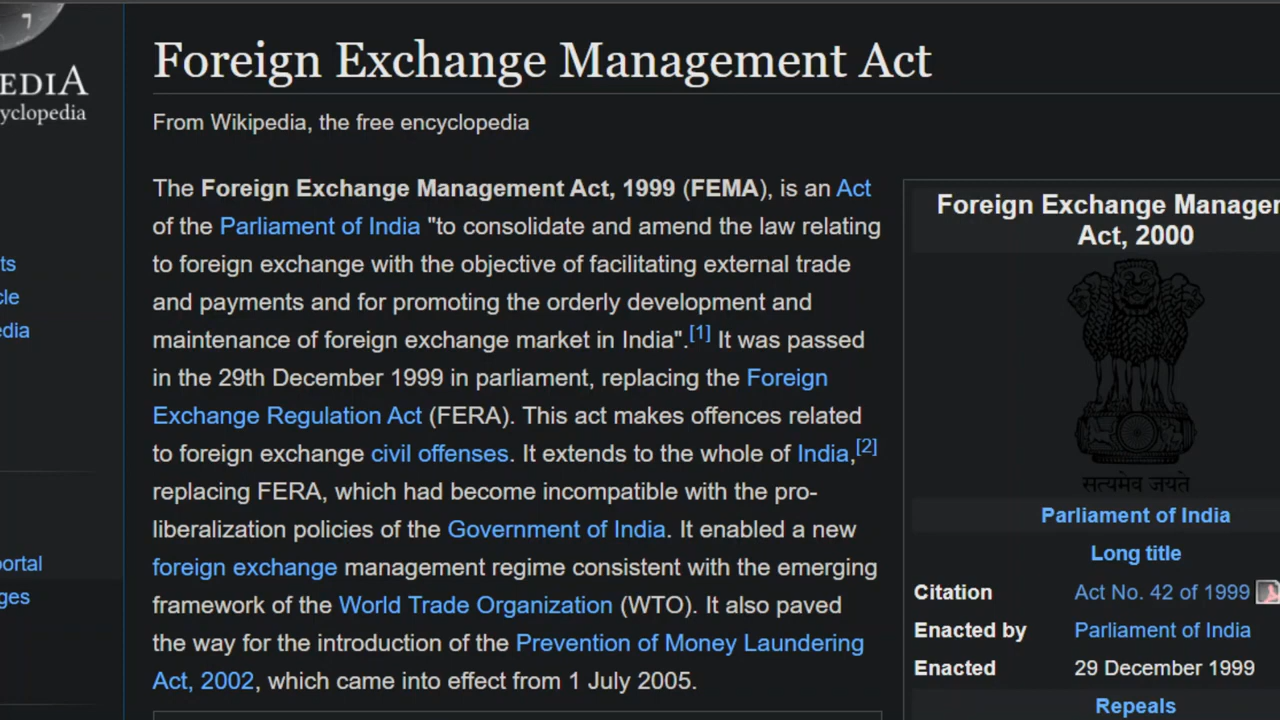 7
EDIA
yclopedia
ts
cle
edia
ortal
ges
Foreign Exchange Management Act
From Wikipedia, the free encyclopedia
The Foreign Exchange Management Act, 1999 (FEMA), is an Act
of the Parliament of India "to consolidate and amend the law relating
to foreign exchange with the objective of facilitating external trade
and payments and for promoting the orderly development and
maintenance of foreign exchange market in India".[1] It was passed
in the 29th December 1999 in parliament, replacing the Foreign
Exchange Regulation Act (FERA). This act makes offences related
to foreign exchange civil offenses. It extends to the whole of India,[2]
replacing FERA, which had become incompatible with the pro-
liberalization policies of the Government of India. It enabled a new
foreign exchange management regime consistent with the emerging
framework of the World Trade Organization (WTO). It also paved
the way for the introduction of the Prevention of Money Laundering
Act, 2002, which came into effect from 1 July 2005.
Foreign Exchange Manager
Act, 2000
सत्यमेव जयते
Parliament of India
Long title
Citation Act No. 42 of 1999
Enacted by Parliament of India
Enacted 29 December 1999
Repeals